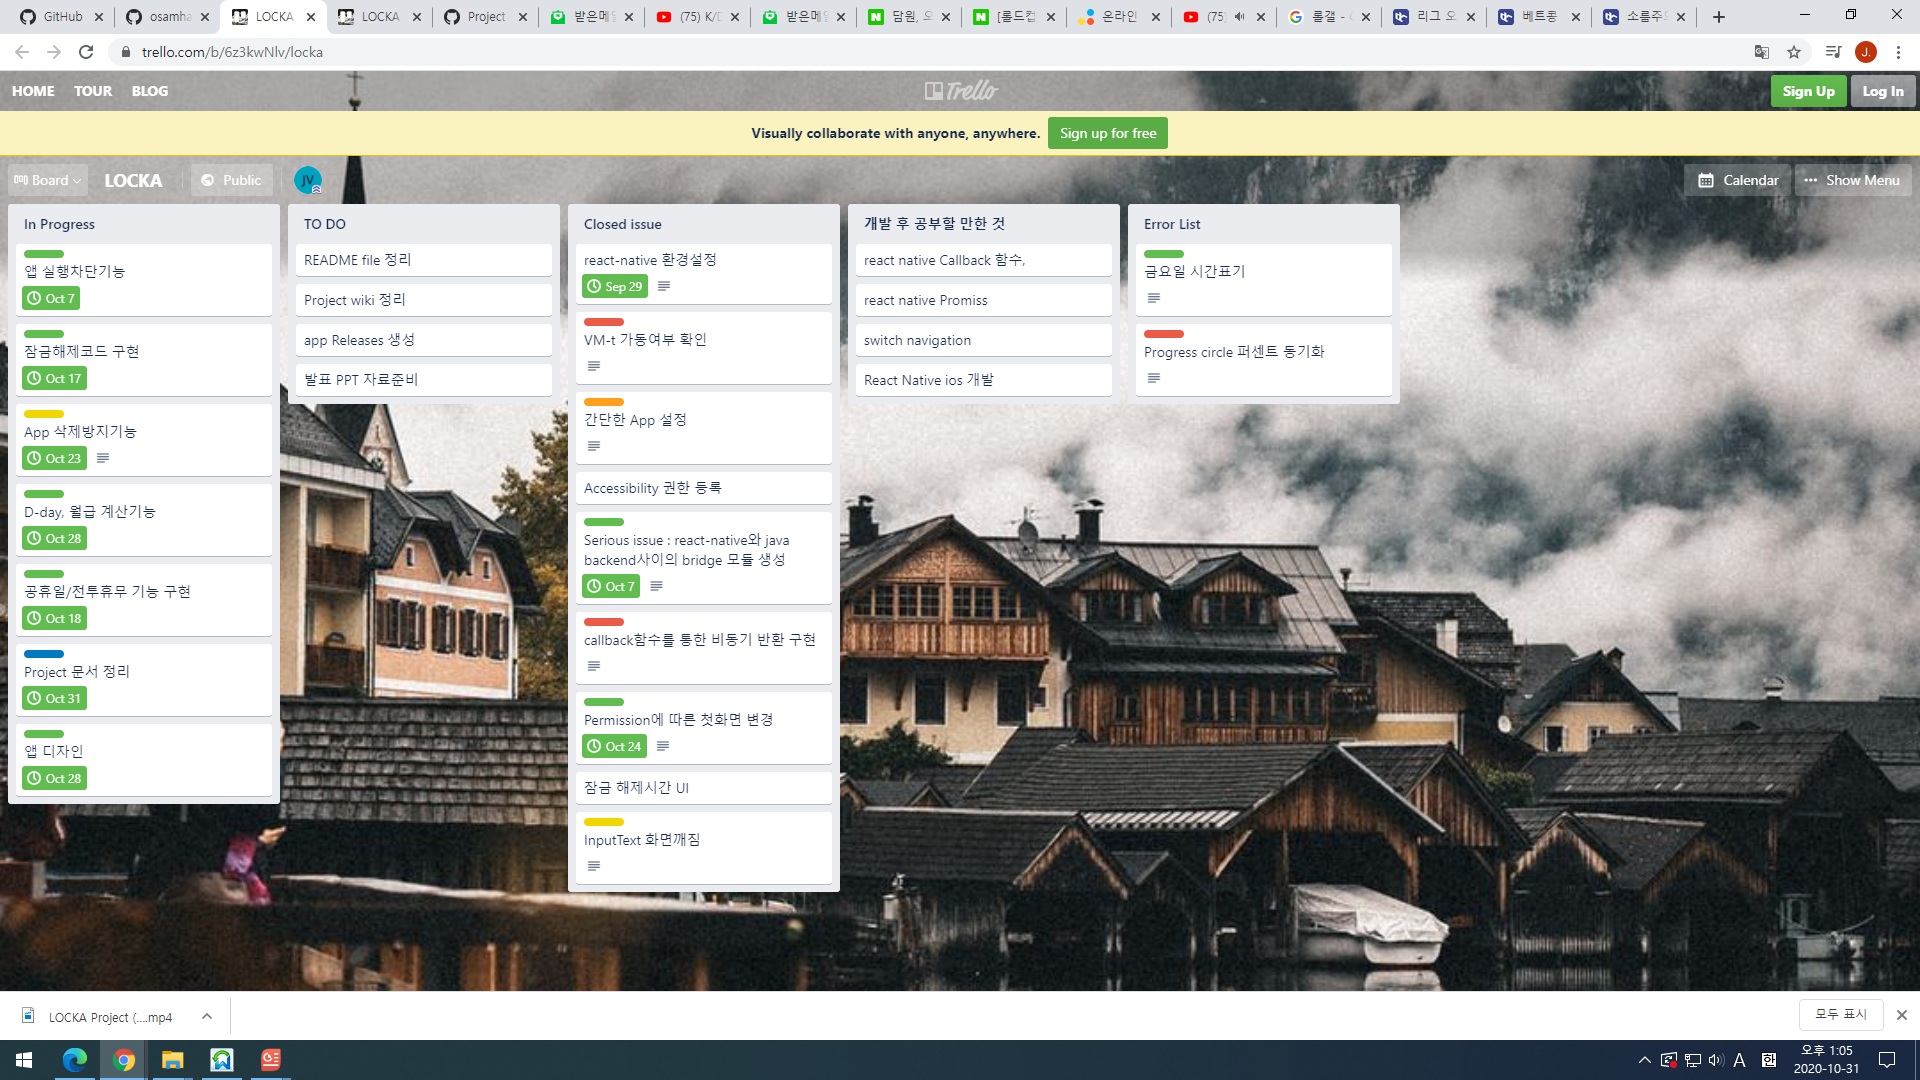 GitHub
osamha
LOCKA
LOCKA
Project
(75) K/D
담원, 오
[롤드컵
온라인
(75)
롤갤 - 
리그 오
베트콩
trello.com/b/6z3kwNlv/locka
J.
HOME TOUR BLOG
Trello
Sign Up Log In
Visually collaborate with anyone, anywhere. Sign up for free
Board LOCKA Public JV
Calendar ··· Show Menu
In Progress
앱 실행차단기능
Oct 7
잠금해제코드 구현
Oct 17
App 삭제방지기능
Oct 23
D-day, 월급 계산기능
Oct 28
공휴일/전투휴무 기능 구현
Oct 18
Project 문서 정리
Oct 31
앱 디자인
Oct 28
TO DO
README file 정리
Project wiki 정리
app Releases 생성
발표 PPT 자료준비
Closed issue
react-native 환경설정
Sep 29
VM-t 가동여부 확인
간단한 App 설정
Accessibility 권한 등록
Serious issue : react-native와 java
backend사이의 bridge 모듈 생성
Oct 7
callback함수를 통한 비동기 반환 구현
Permission에 따른 첫화면 변경
Oct 24
잠금 해제시간 UI
InputText 화면깨짐
개발 후 공부할 만한 것
react native Callback 함수,
react native Promiss
switch navigation
React Native ios 개발
Error List
금요일 시간표기
Progress circle 퍼센트 동기화
LOCKA Project (....mp4
모두 표시
A 한
오후 1:05
2020-10-31